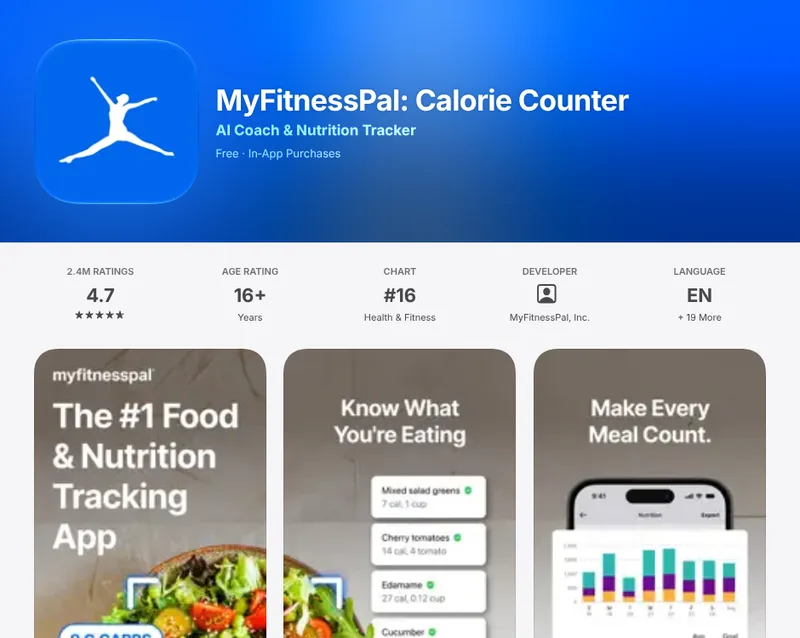 MyFitnessPal: Calorie Counter
AI Coach & Nutrition Tracker
Free · In-App Purchases
2.4M RATINGS
4.7
AGE RATING
16+
Years
CHART
#16
Health & Fitness
DEVELOPER
MyFitnessPal, Inc.
LANGUAGE
EN
+ 19 More
myfitnesspal
The #1 Food
& Nutrition
Tracking
App
Know What
You're Eating
Mixed salad greens
7 cal, 1 cup
Cherry tomatoes
14 cal, 4 tomato
Edamame
27 cal, 0.12 cup
Cucumber
Make Every
Meal Count.
9:41
Nutrition
Export